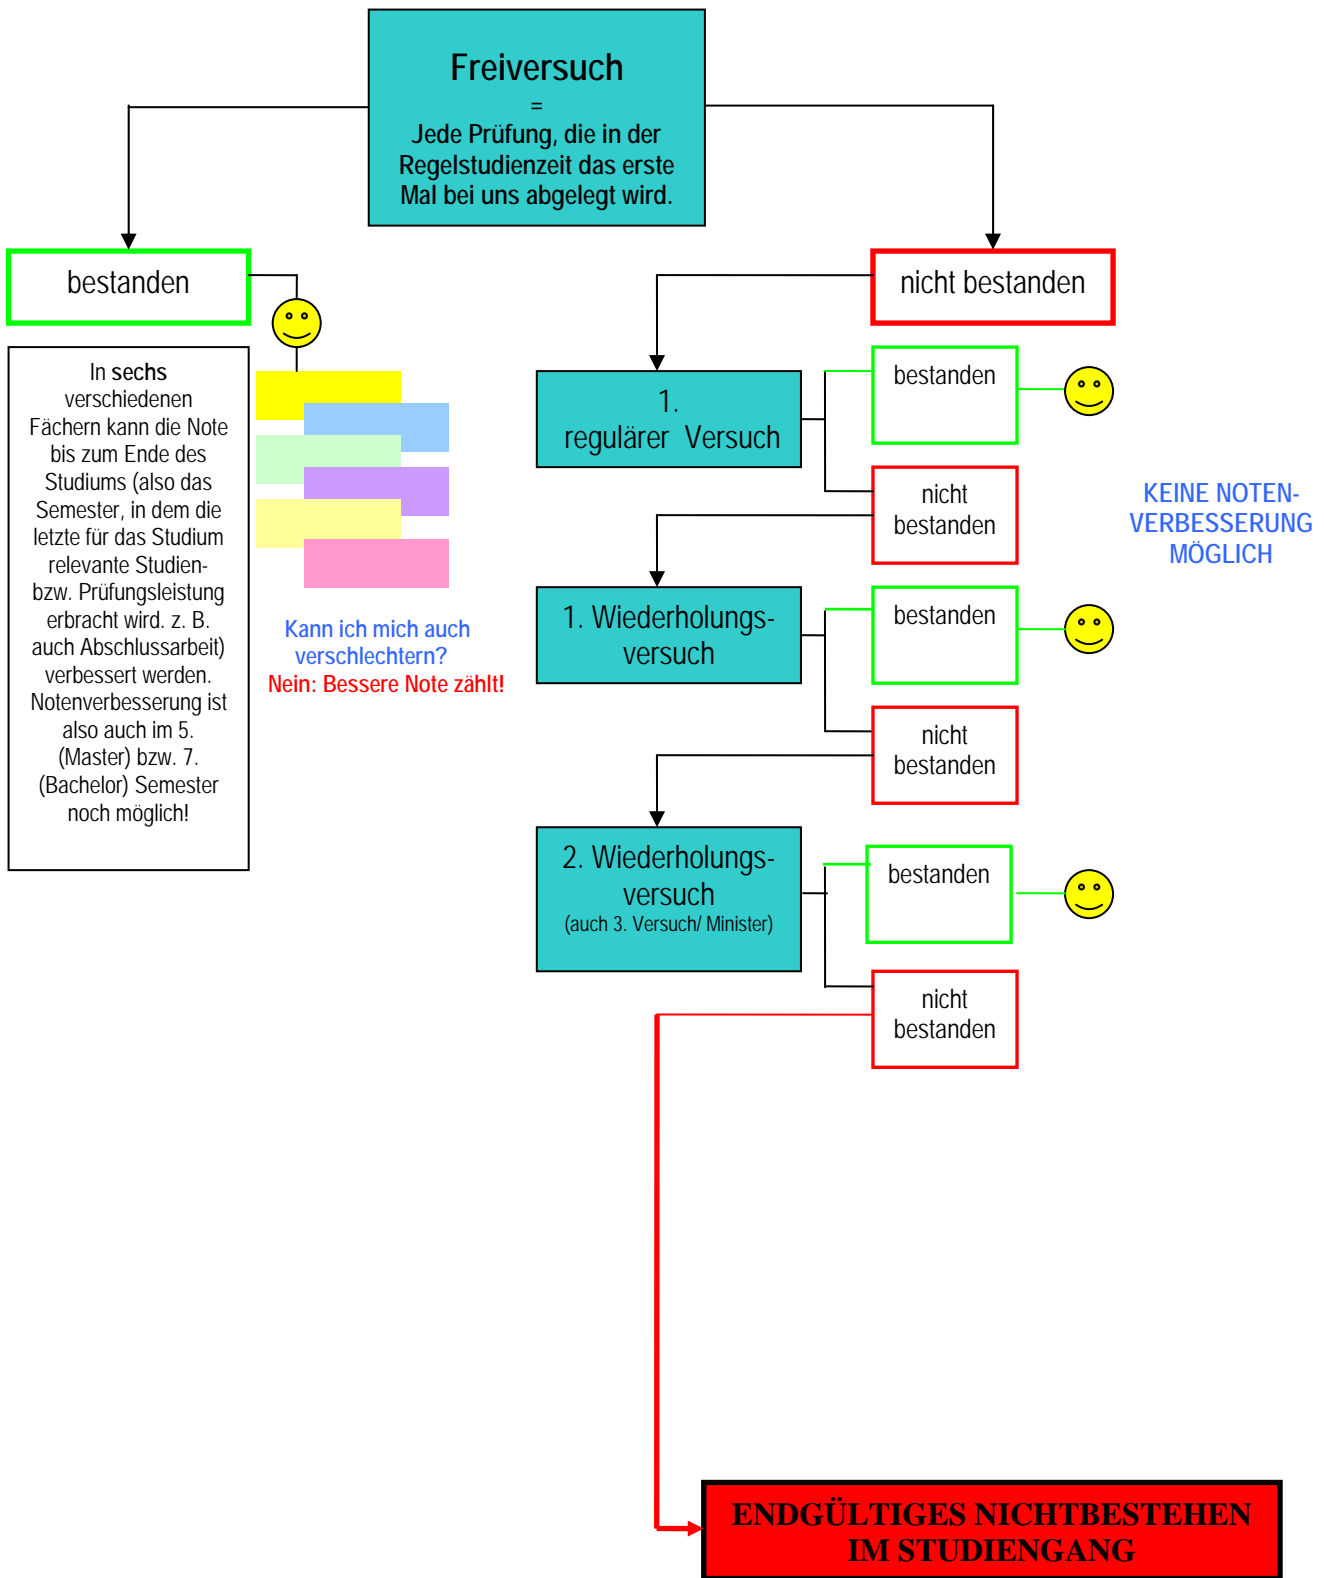 Freiversuch
=
Jede Prüfung, die in der
Regelstudienzeit das erste
Mal bei uns abgelegt wird.
bestanden
In sechs
verschiedenen
Fächern kann die Note
bis zum Ende des
Studiums (also das
Semester, in dem die
letzte für das Studium
relevante Studien-
bzw. Prüfungsleistung
erbracht wird. z. B.
auch Abschlussarbeit)
verbessert werden.
Notenverbesserung ist
also auch im 5.
(Master) bzw. 7.
(Bachelor) Semester
noch möglich!
Kann ich mich auch
verschlechtern?
Nein: Bessere Note zählt!
nicht bestanden
1.
regulärer Versuch
bestanden
nicht
bestanden
KEINE NOTEN-
VERBESSERUNG
MÖGLICH
1. Wiederholungs-
versuch
bestanden
nicht
bestanden
2. Wiederholungs-
versuch
(auch 3. Versuch/ Minister)
bestanden
nicht
bestanden
ENDGÜLTIGES NICHTBESTEHEN
IM STUDIENGANG